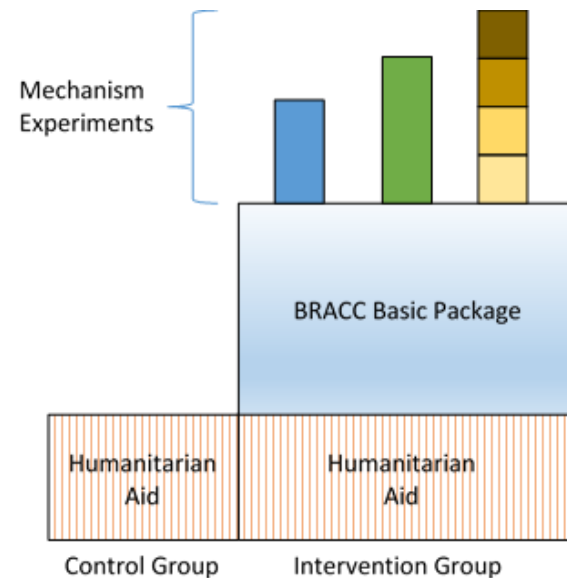 Mechanism
Experiments
BRACC Basic Package
Humanitarian
Aid
Humanitarian
Aid
Control Group
Intervention Group